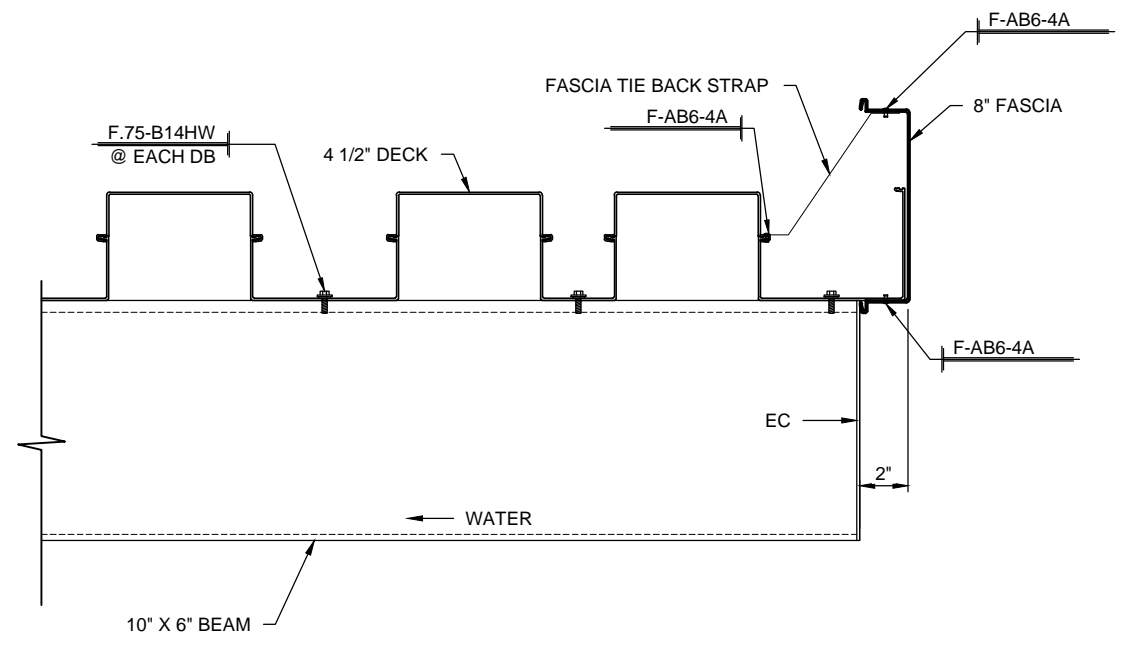 F-AB6-4A
FASCIA TIE BACK STRAP
8" FASCIA
F-AB6-4A
F.75-B14HW
@ EACH DB
4 1/2" DECK
F-AB6-4A
EC
2"
WATER
10" X 6" BEAM